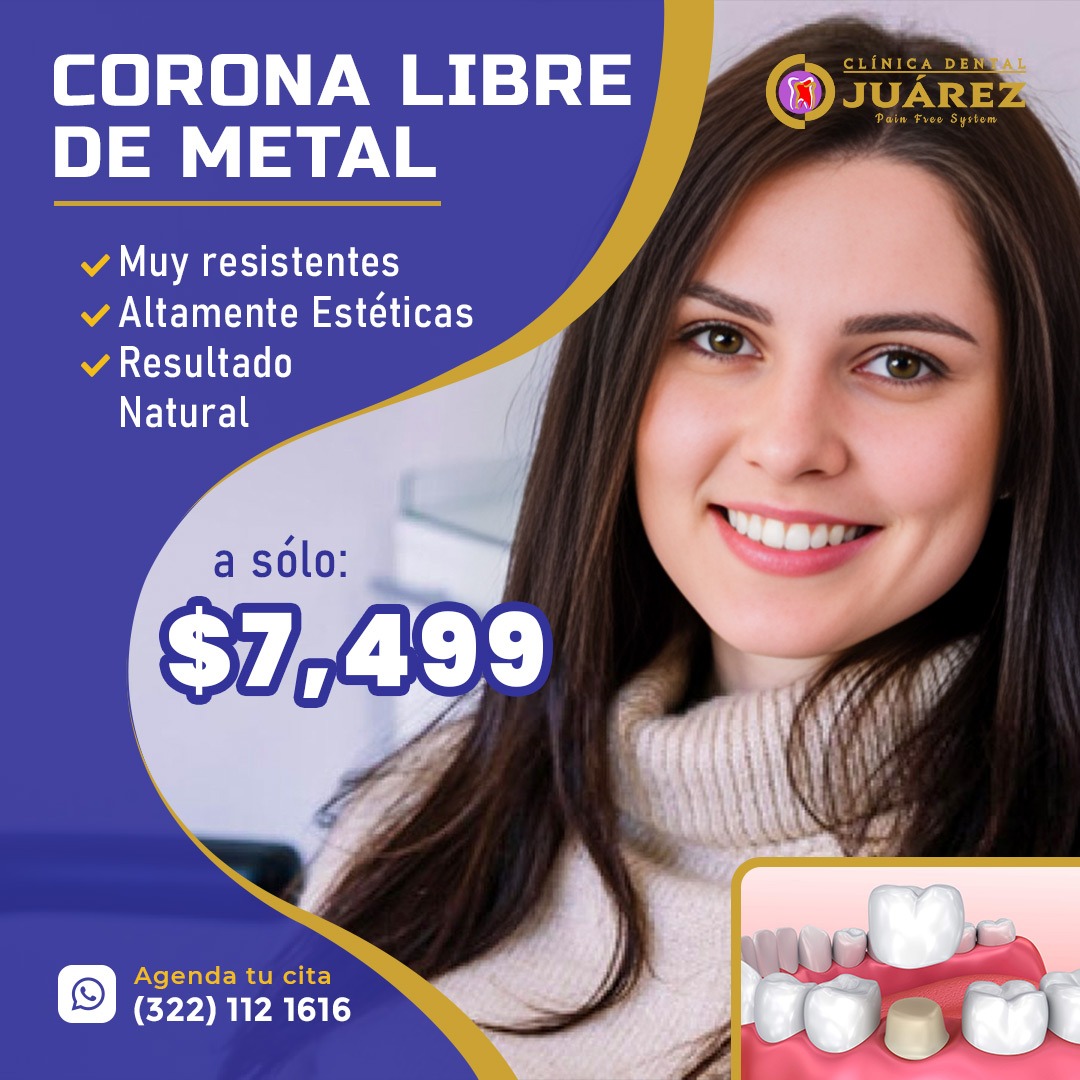 CORONA LIBRE
DE METAL
CLÍNICA DENTAL
JUÁREZ
Pain Free System
Muy resistentes
Altamente Estéticas
Resultado
Natural
a sólo:
$7,499
Agenda tu cita
(322) 112 1616